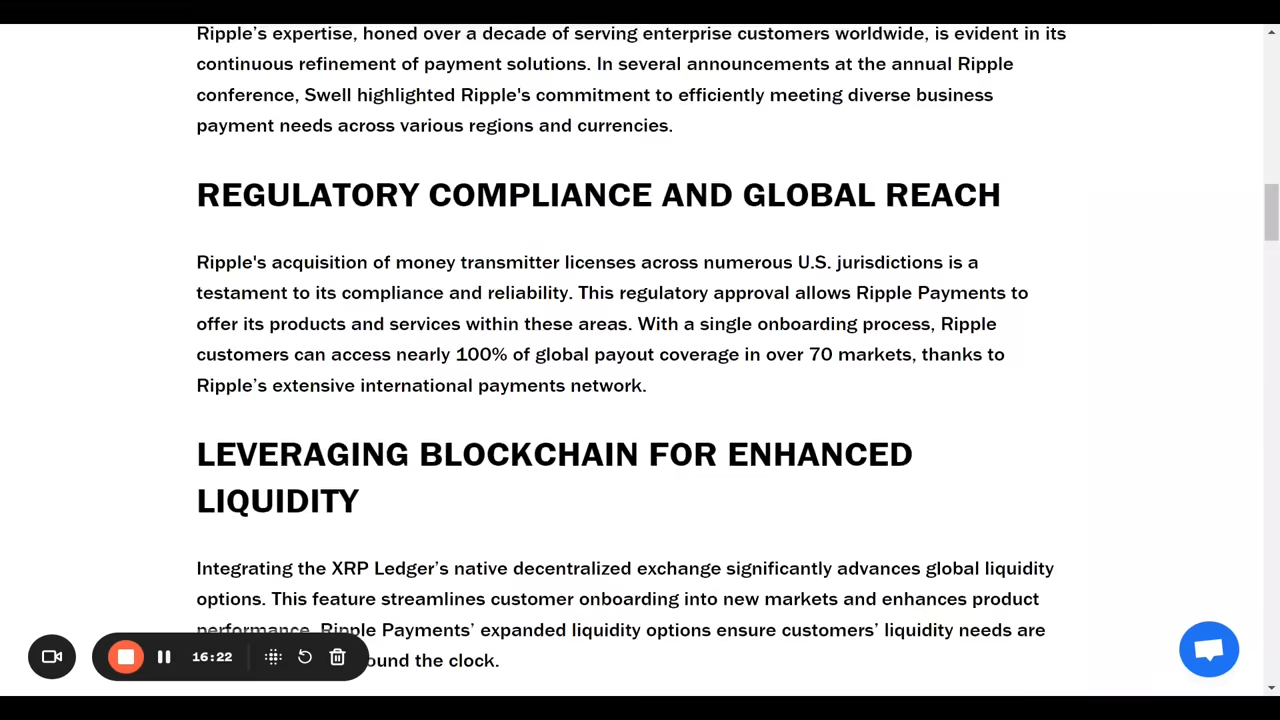 Ripple’s expertise, honed over a decade of serving enterprise customers worldwide, is evident in its
continuous refinement of payment solutions. In several announcements at the annual Ripple
conference, Swell highlighted Ripple's commitment to efficiently meeting diverse business
payment needs across various regions and currencies.
REGULATORY COMPLIANCE AND GLOBAL REACH
Ripple's acquisition of money transmitter licenses across numerous U.S. jurisdictions is a
testament to its compliance and reliability. This regulatory approval allows Ripple Payments to
offer its products and services within these areas. With a single onboarding process, Ripple
customers can access nearly 100% of global payout coverage in over 70 markets, thanks to
Ripple’s extensive international payments network.
LEVERAGING BLOCKCHAIN FOR ENHANCED
LIQUIDITY
Integrating the XRP Ledger’s native decentralized exchange significantly advances global liquidity
options. This feature streamlines customer onboarding into new markets and enhances product
performance. Ripple Payments’ expanded liquidity options ensure customers’ liquidity needs are
the clock.
16:22